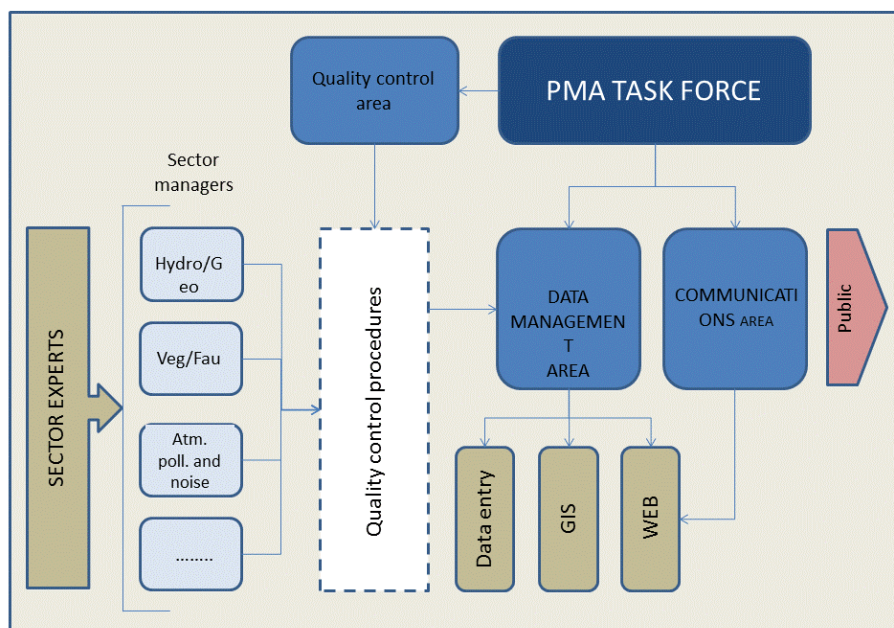 Quality control
area
PMA TASK FORCE
Sector
managers
SECTOR EXPERTS
Hydro/G
eo
Veg/Fau
Atm.
poll. and
noise
........
Quality control procedures
DATA
MANAGEMEN
T
AREA
COMMUNICATI
ONS AREA
Public
Data entry
GIS
WEB